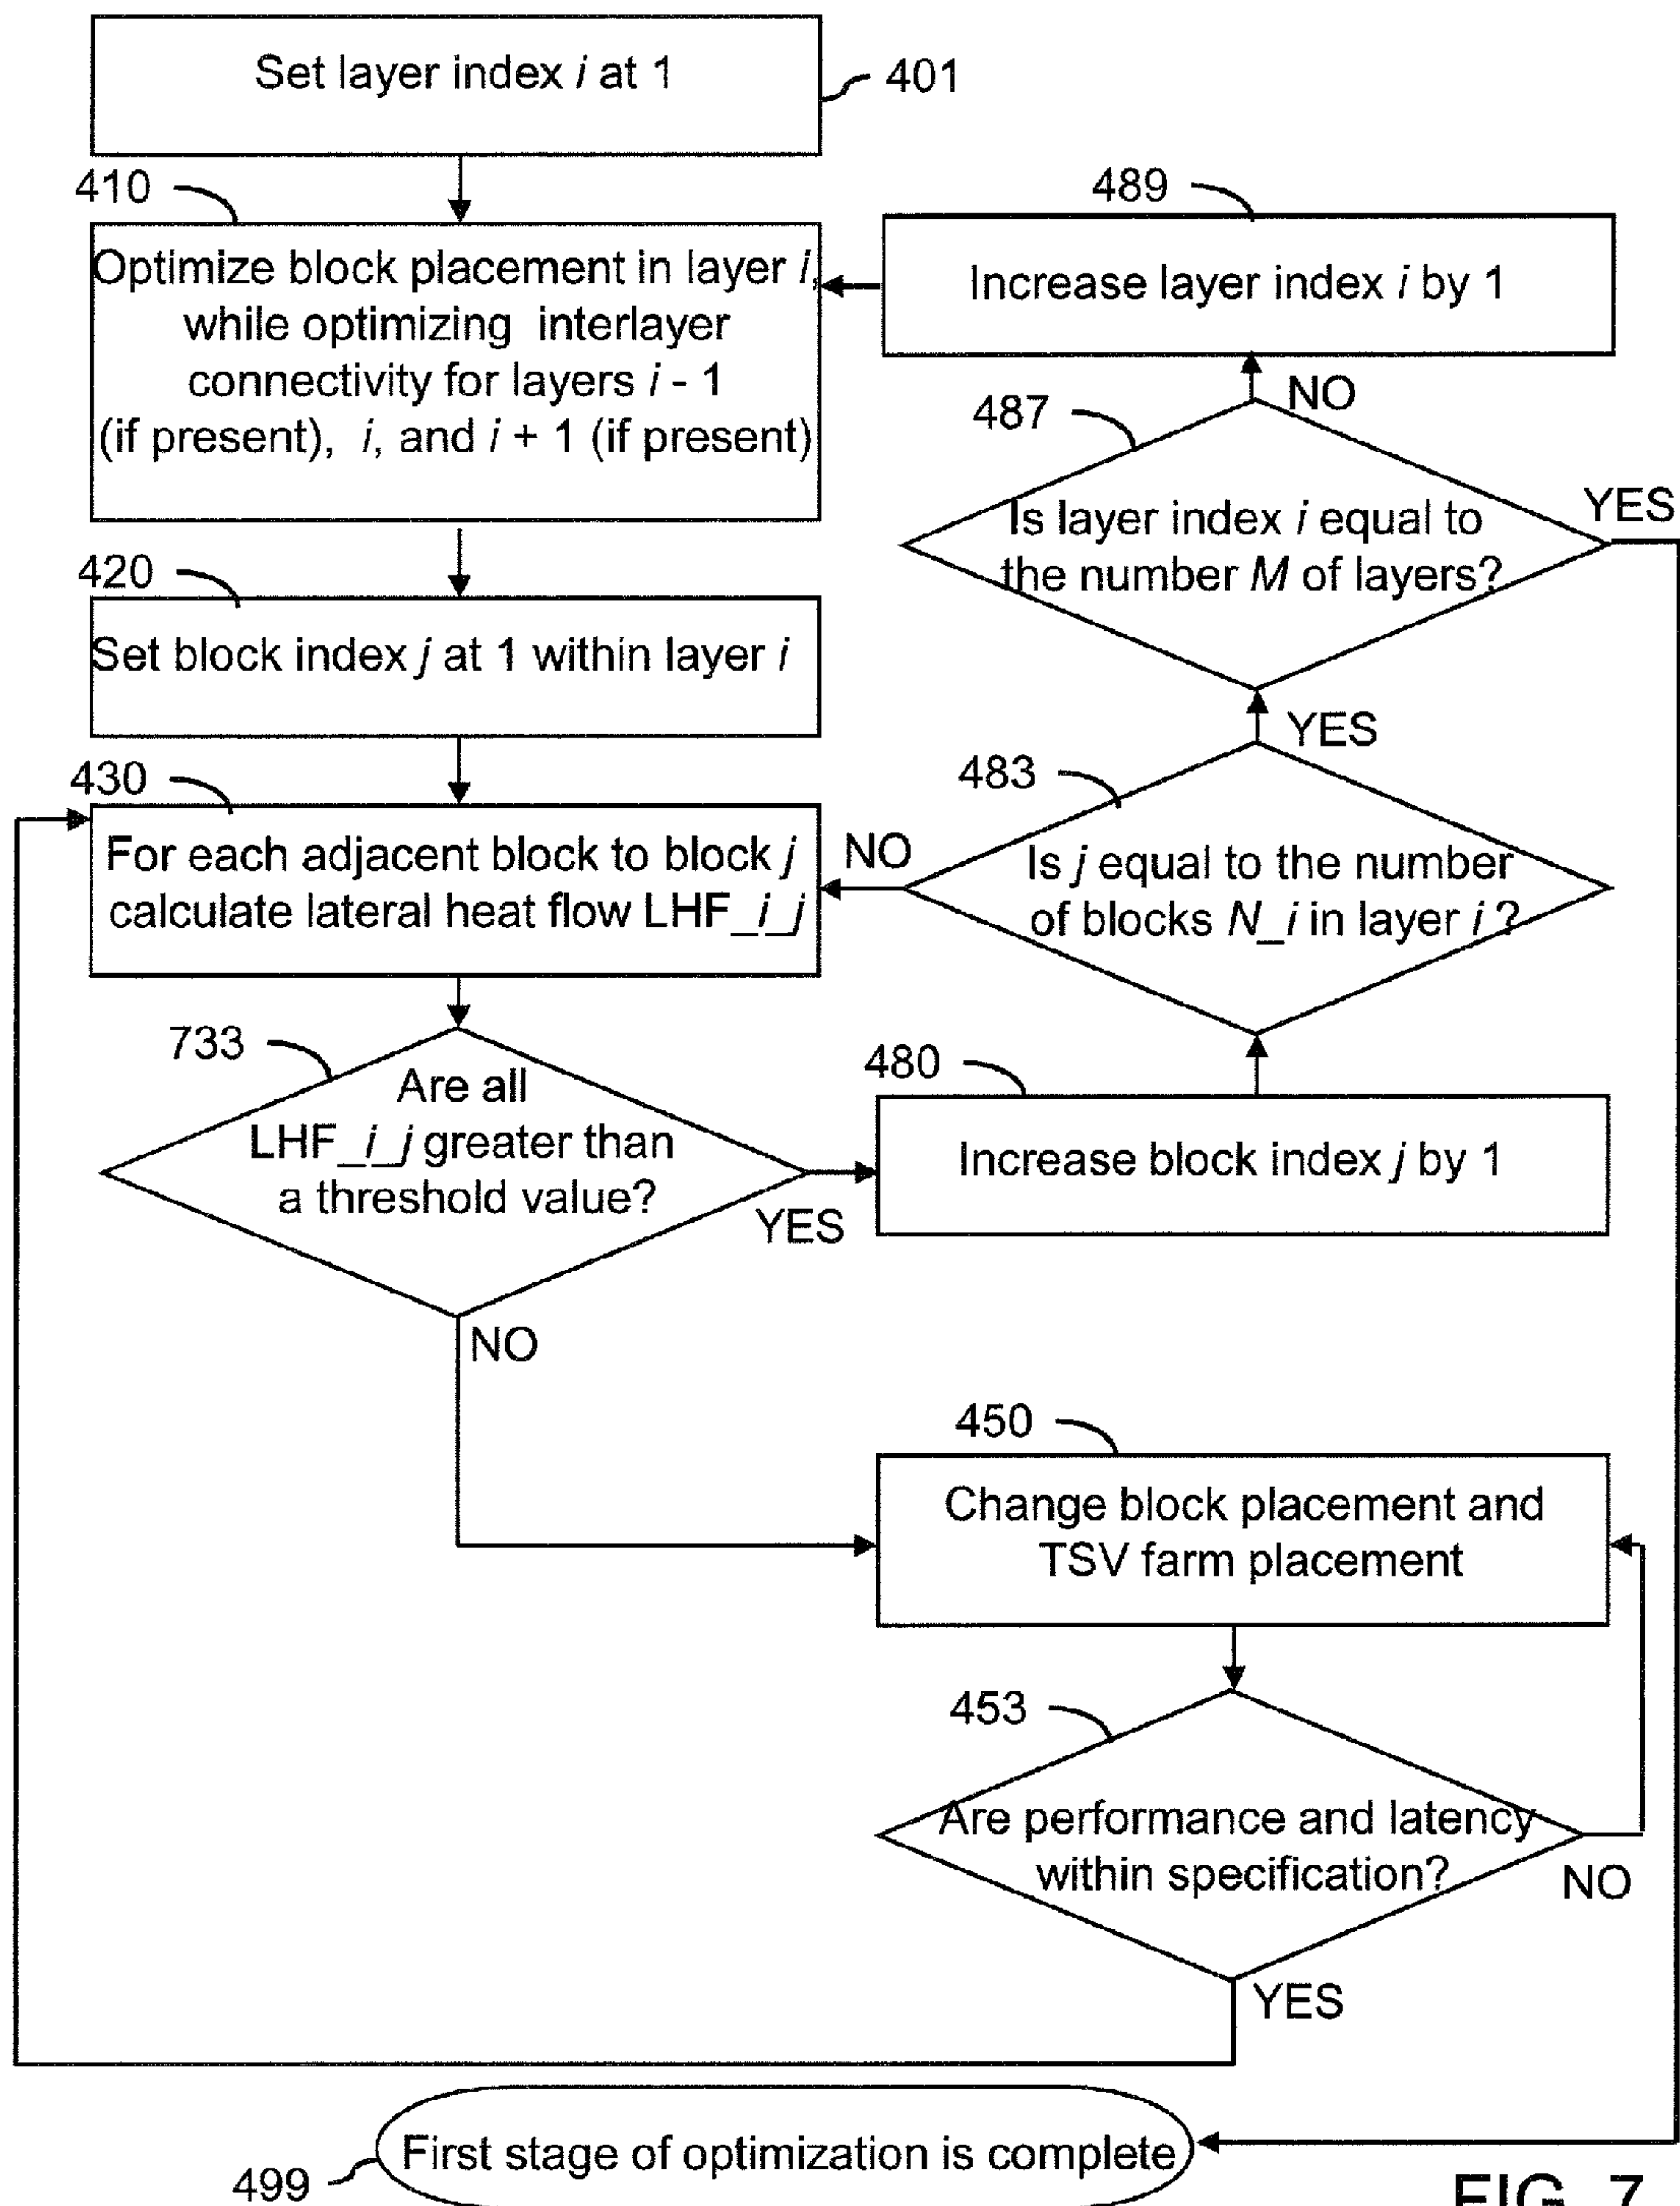 Set layer index i at 1
401
410
Optimize block placement in layer i,
while optimizing interlayer
connectivity for layers i - 1
(if present), i, and i + 1 (if present)
489
Increase layer index i by 1
NO
487
Is layer index i equal to
the number M of layers?
YES
420
Set block index j at 1 within layer i
YES
430
For each adjacent block to block j
calculate lateral heat flow LHF_i_j
NO
483
Is j equal to the number
of blocks N_i in layer i ?
733
Are all
LHF_i_j greater than
a threshold value?
YES
480
Increase block index j by 1
NO
450
Change block placement and
TSV farm placement
453
Are performance and latency
within specification?
NO
YES
First stage of optimization is complete
499
FIG. 7